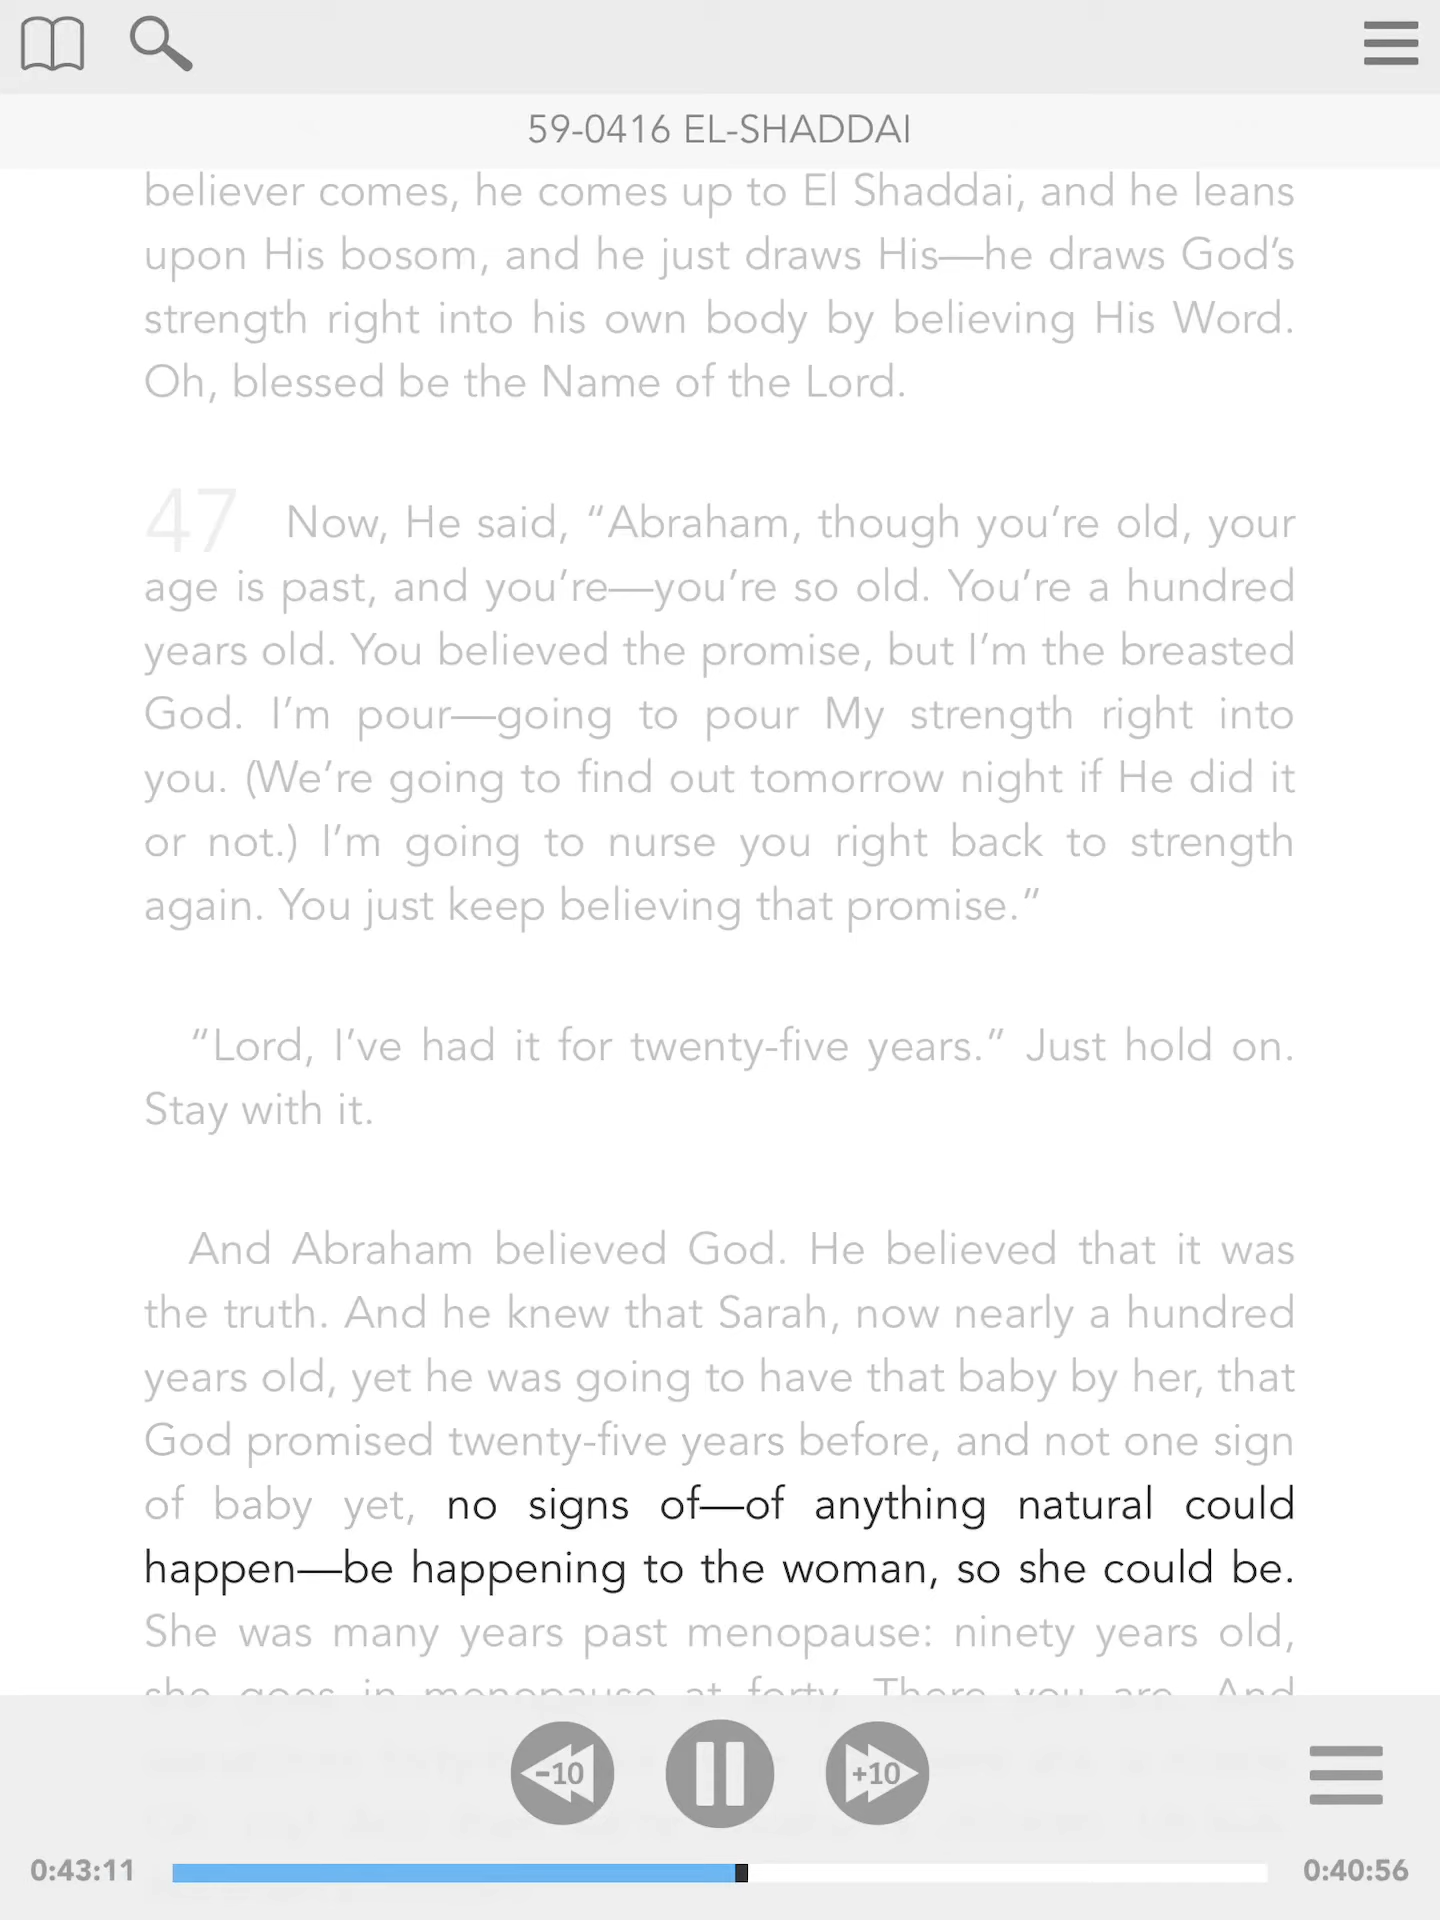 59-0416 EL-SHADDAI
believer comes, he comes up to El Shaddai, and he leans
upon His bosom, and he just draws His—he draws God’s
strength right into his own body by believing His Word.
Oh, blessed be the Name of the Lord.
47 Now, He said, “Abraham, though you’re old, your
age is past, and you’re—you’re so old. You’re a hundred
years old. You believed the promise, but I’m the breasted
God. I’m pour—going to pour My strength right into
you. (We’re going to find out tomorrow night if He did it
or not.) I’m going to nurse you right back to strength
again. You just keep believing that promise.”
“Lord, I’ve had it for twenty-five years.” Just hold on.
Stay with it.
And Abraham believed God. He believed that it was
the truth. And he knew that Sarah, now nearly a hundred
years old, yet he was going to have that baby by her, that
God promised twenty-five years before, and not one sign
of baby yet, no signs of—of anything natural could
happen—be happening to the woman, so she could be.
She was many years past menopause: ninety years old,
she goes in menopause at forty. There you are. And
-10 +10
0:43:11 0:40:56